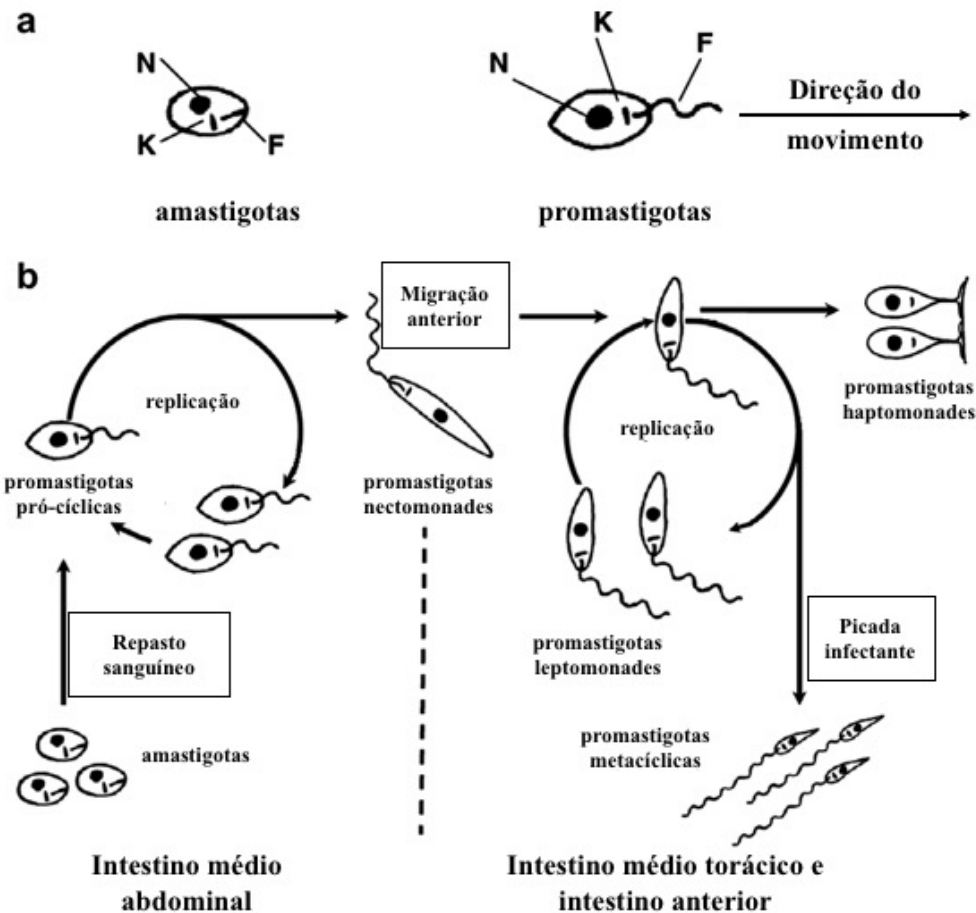 a
N
K
F
amastigotas
N
K
F
promastigotas
Direção do
movimento
b
replicação
promastigotas
pró-cíclicas
Repasto
sanguíneo
amastigotas
Migração
anterior
promastigotas
nectomonades
replicação
promastigotas
leptomonades
promastigotas
haptomonades
Picada
infectante
promastigotas
metacíclicas
Intestino médio
abdominal
Intestino médio torácico e
intestino anterior